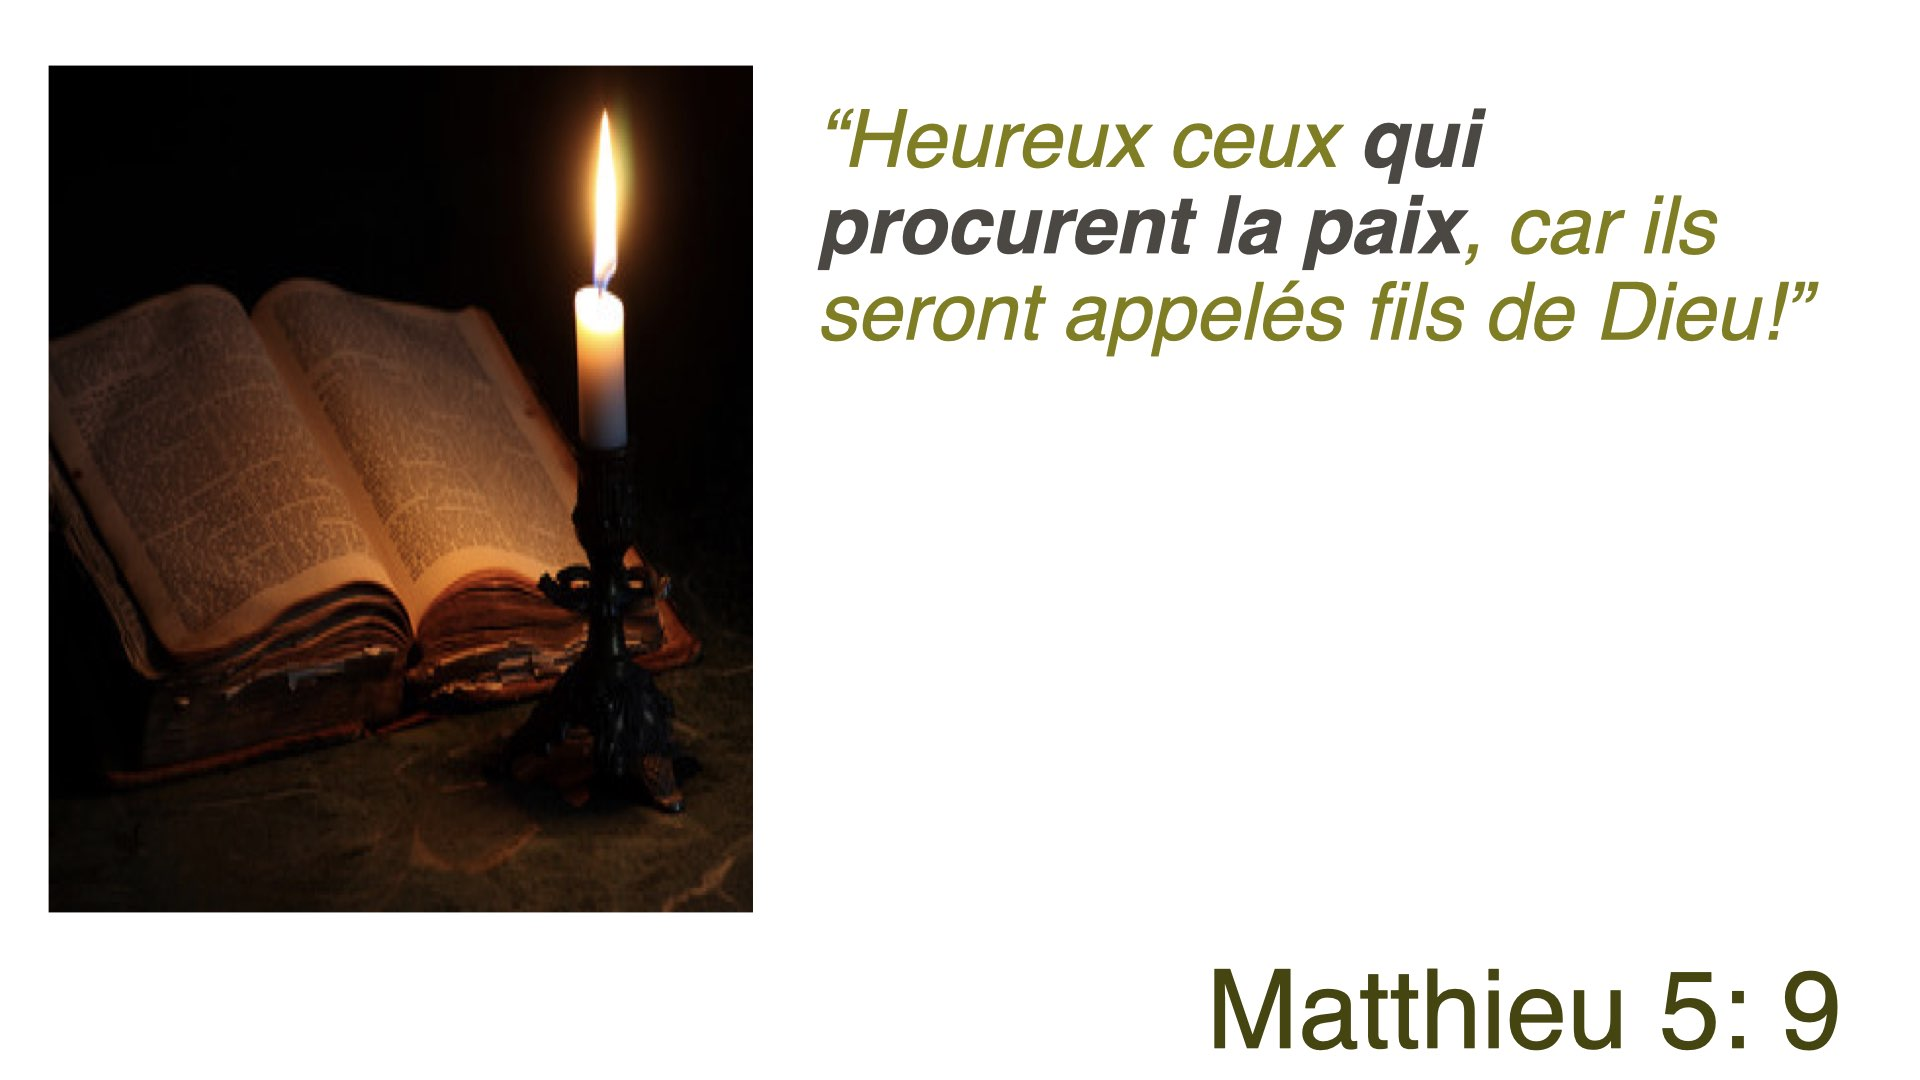 “Heureux ceux qui
procurent la paix, car ils
seront appelés fils de Dieu!”
Matthieu 5: 9